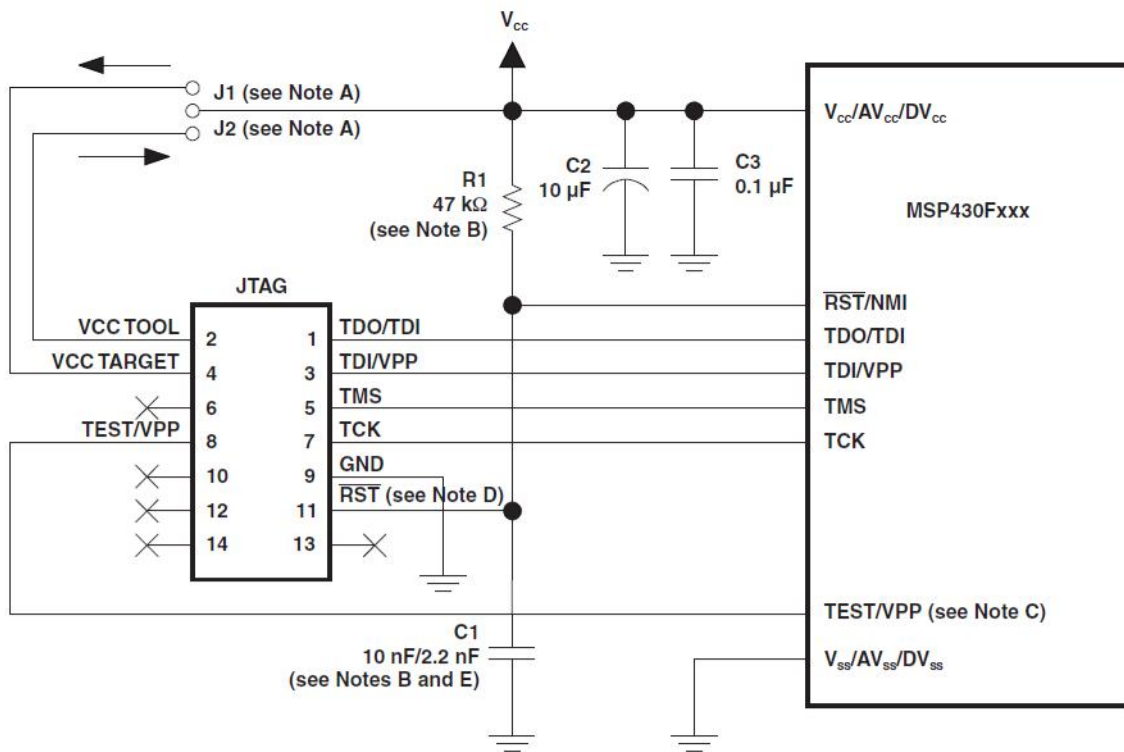 Vcc
J1 (see Note A)
J2 (see Note A)
Vcc/AVcc/DVcc
R1
47 kΩ
(see Note B)
C2
10 µF
C3
0.1 µF
MSP430Fxxx
JTAG
RST/NMI
VCC TOOL
2
1
TDO/TDI
TDO/TDI
VCC TARGET
4
3
TDI/VPP
TDI/VPP
6
5
TMS
TMS
TEST/VPP
8
7
TCK
TCK
10
9
GND
12
11
RST (see Note D)
14
13
TEST/VPP (see Note C)
C1
10 nF/2.2 nF
(see Notes B and E)
Vss/AVss/DVss